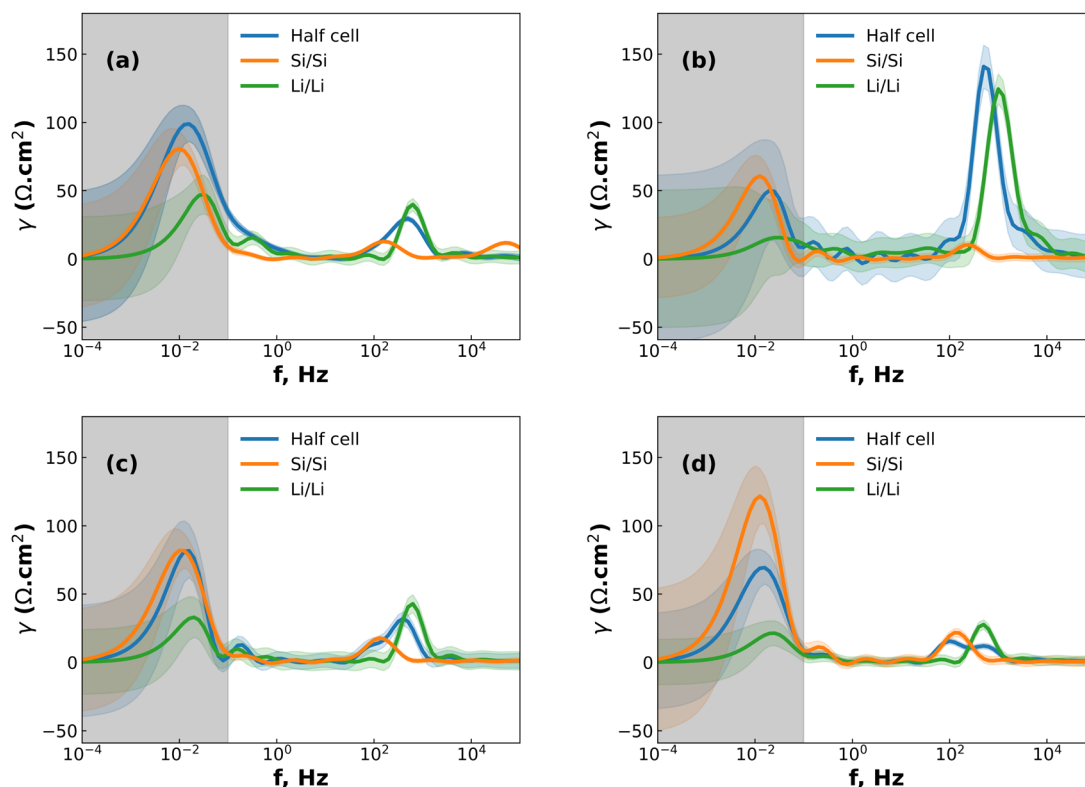 (a)
Half cell
Si/Si
Li/Li
γ (Ω.cm²)
150
100
50
0
−50
10⁻⁴
10⁻²
10⁰
10²
10⁴
f, Hz
(b)
Half cell
Si/Si
Li/Li
γ (Ω.cm²)
150
100
50
0
−50
10⁻⁴
10⁻²
10⁰
10²
10⁴
f, Hz
(c)
Half cell
Si/Si
Li/Li
γ (Ω.cm²)
150
100
50
0
−50
10⁻⁴
10⁻²
10⁰
10²
10⁴
f, Hz
(d)
Half cell
Si/Si
Li/Li
γ (Ω.cm²)
150
100
50
0
−50
10⁻⁴
10⁻²
10⁰
10²
10⁴
f, Hz